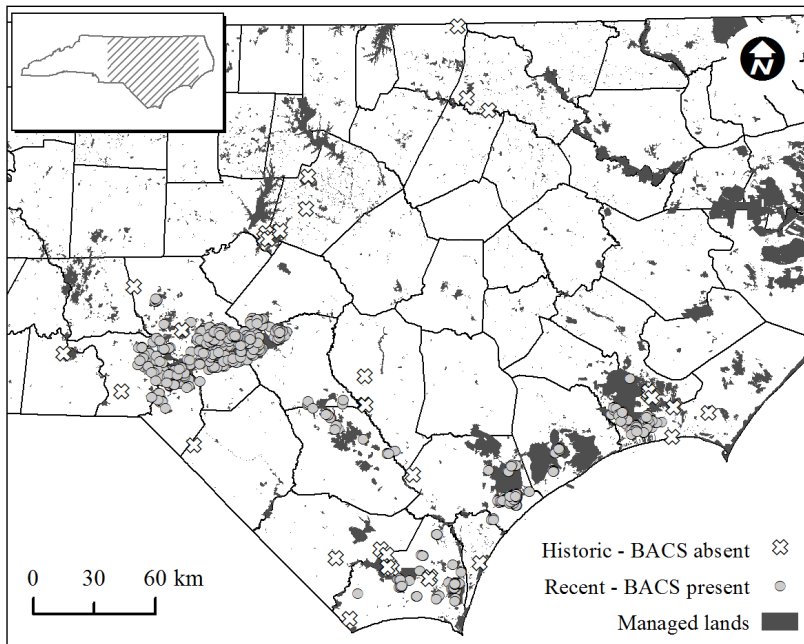 N
Historic - BACS absent
Recent - BACS present
Managed lands
0 30 60 km